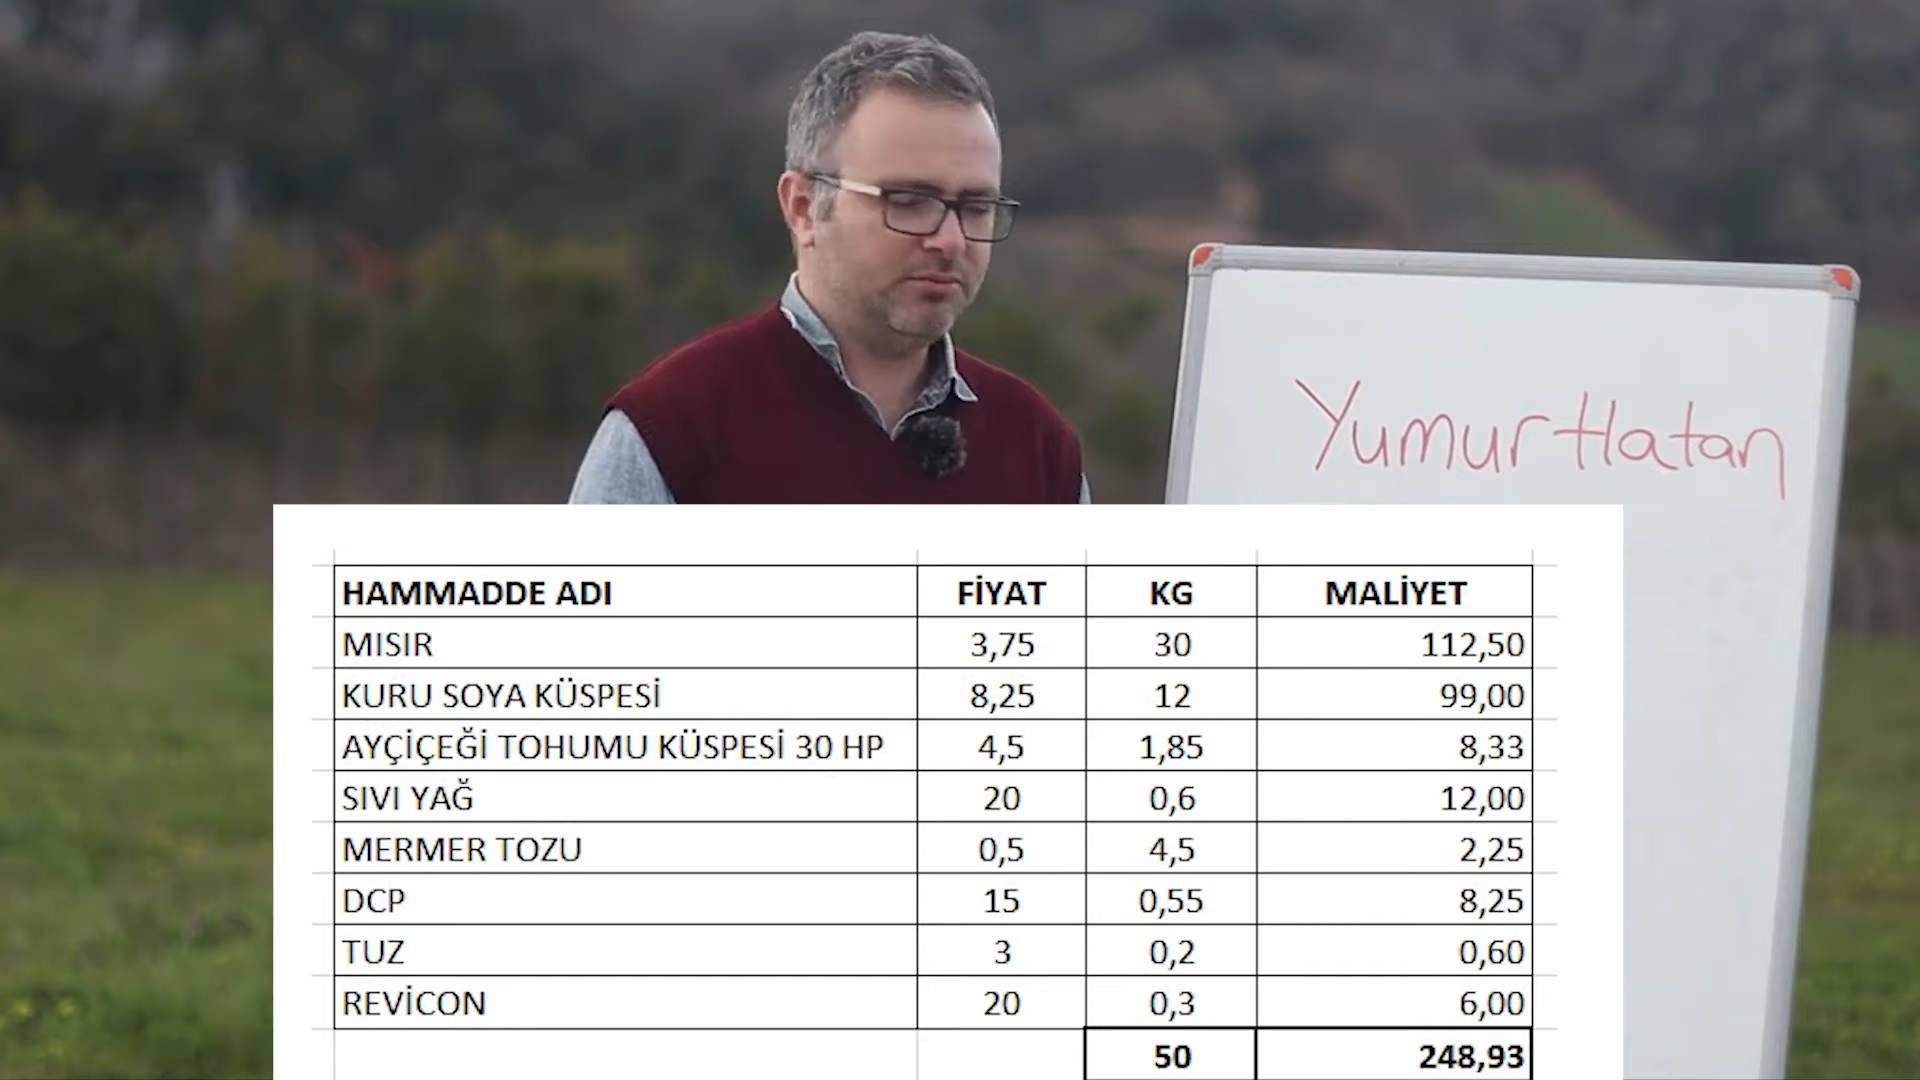 Yumurtlatan
HAMMADDE ADI FİYAT KG MALİYET
MISIR 3,75 30 112,50
KURU SOYA KÜSPESİ 8,25 12 99,00
AYÇİÇEĞİ TOHUMU KÜSPESİ 30 HP 4,5 1,85 8,33
SIVI YAĞ 20 0,6 12,00
MERMER TOZU 0,5 4,5 2,25
DCP 15 0,55 8,25
TUZ 3 0,2 0,60
REVİCON 20 0,3 6,00
50 248,93